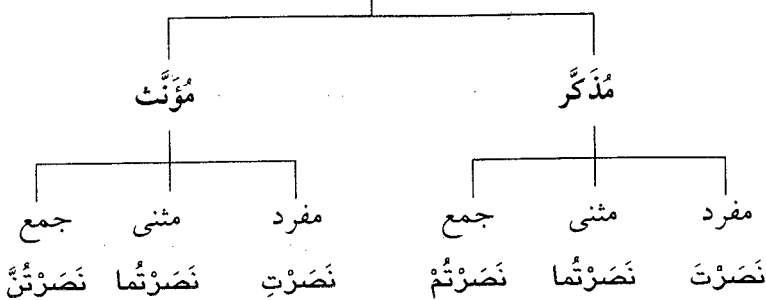 مُذَكَّر مُؤَنَّث
مفرد مثنى جمع مفرد مثنى جمع
نَصَرْتَ نَصَرْتُما نَصَرْتُمْ نَصَرْتِ نَصَرْتُما نَصَرْتُنَّ